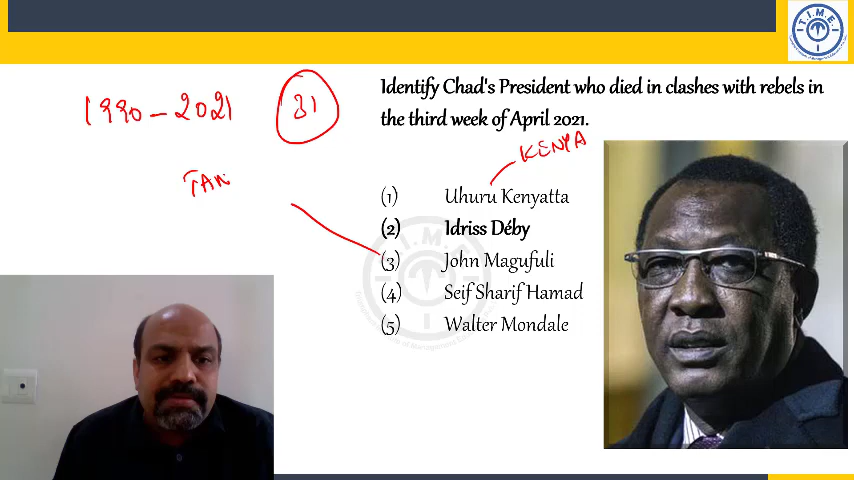 T.I.M.E.
Identify Chad's President who died in clashes with rebels in
the third week of April 2021.
1990 - 2021
31
KENYA
TAN
(1) Uhuru Kenyatta
(2) Idriss Déby
(3) John Magufuli
(4) Seif Sharif Hamad
(5) Walter Mondale
T.I.M.E.